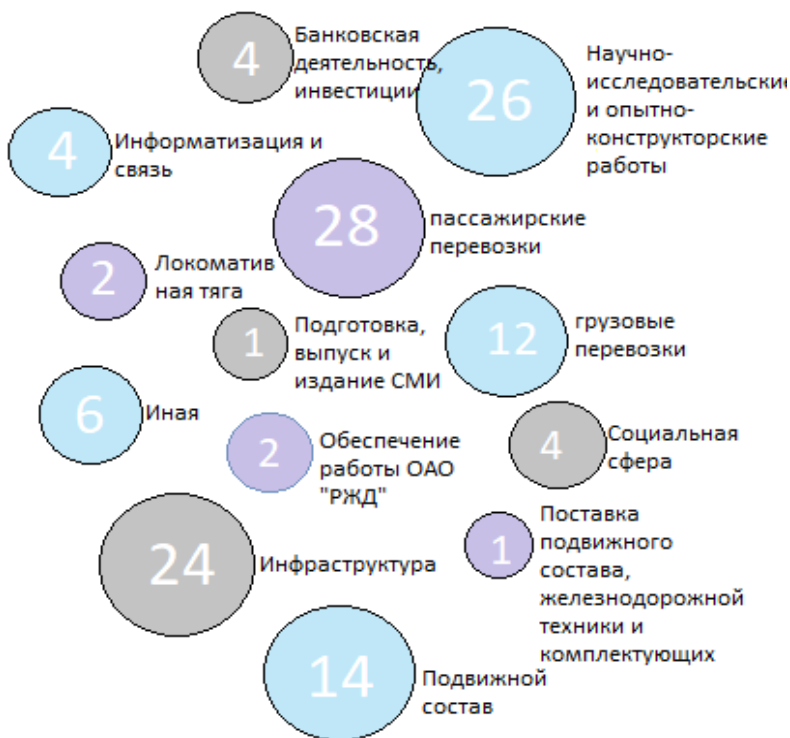 4
Банковская
деятельность,
инвестиции
26
Научно-
исследовательские
и опытно-
конструкторские
работы
4
Информатизация и
связь
28
пассажирские
перевозки
2
Локоматив
ная тяга
1
Подготовка,
выпуск и
издание СМИ
12
грузовые
перевозки
6
Иная
2
Обеспечение
работы ОАО
"РЖД"
4
Социальная
сфера
24
Инфраструктура
1
Поставка
подвижного
состава,
железнодорожной
техники и
комплектующих
14
Подвижной
состав